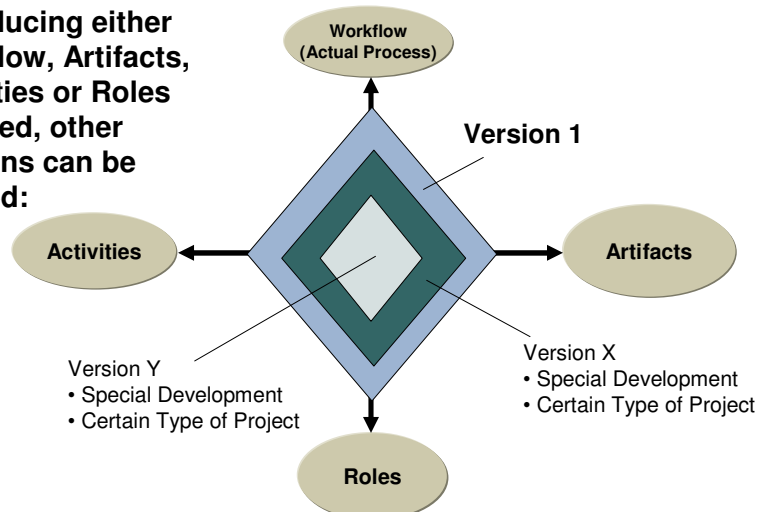 ducing either
low, Artifacts,
ties or Roles
ed, other
ns can be
d:
Workflow
(Actual Process)
Version 1
Activities
Artifacts
Version Y
• Special Development
• Certain Type of Project
Version X
• Special Development
• Certain Type of Project
Roles